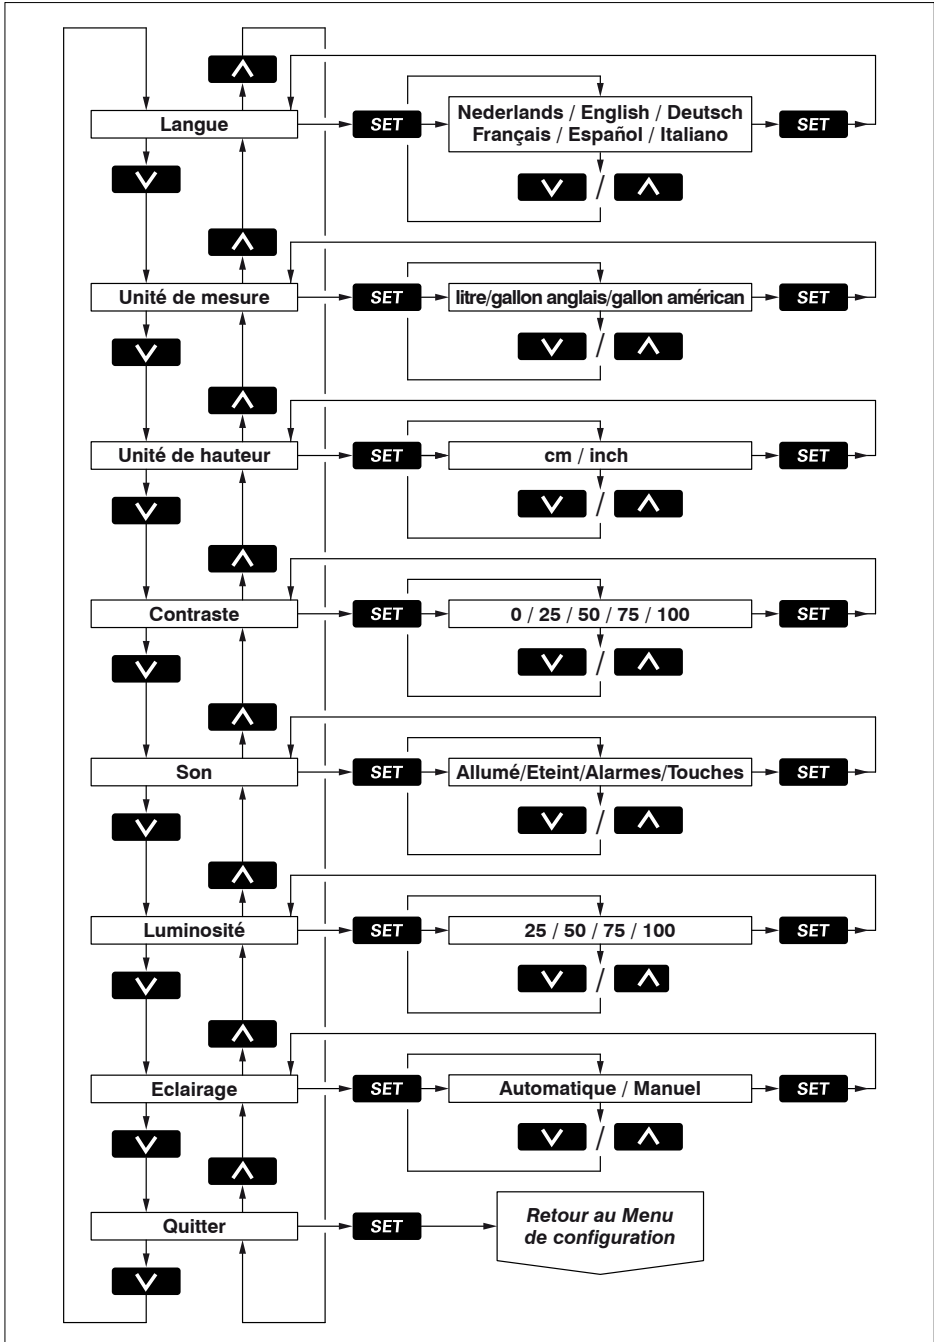 Langue
SET
Nederlands / English / Deutsch
Français / Español / Italiano
SET
/
Unité de mesure
SET
litre/gallon anglais/gallon américan
SET
/
Unité de hauteur
SET
cm / inch
SET
/
Contraste
SET
0 / 25 / 50 / 75 / 100
SET
/
Son
SET
Allumé/Eteint/Alarmes/Touches
SET
/
Luminosité
SET
25 / 50 / 75 / 100
SET
/
Eclairage
SET
Automatique / Manuel
SET
/
Quitter
SET
Retour au Menu
de configuration